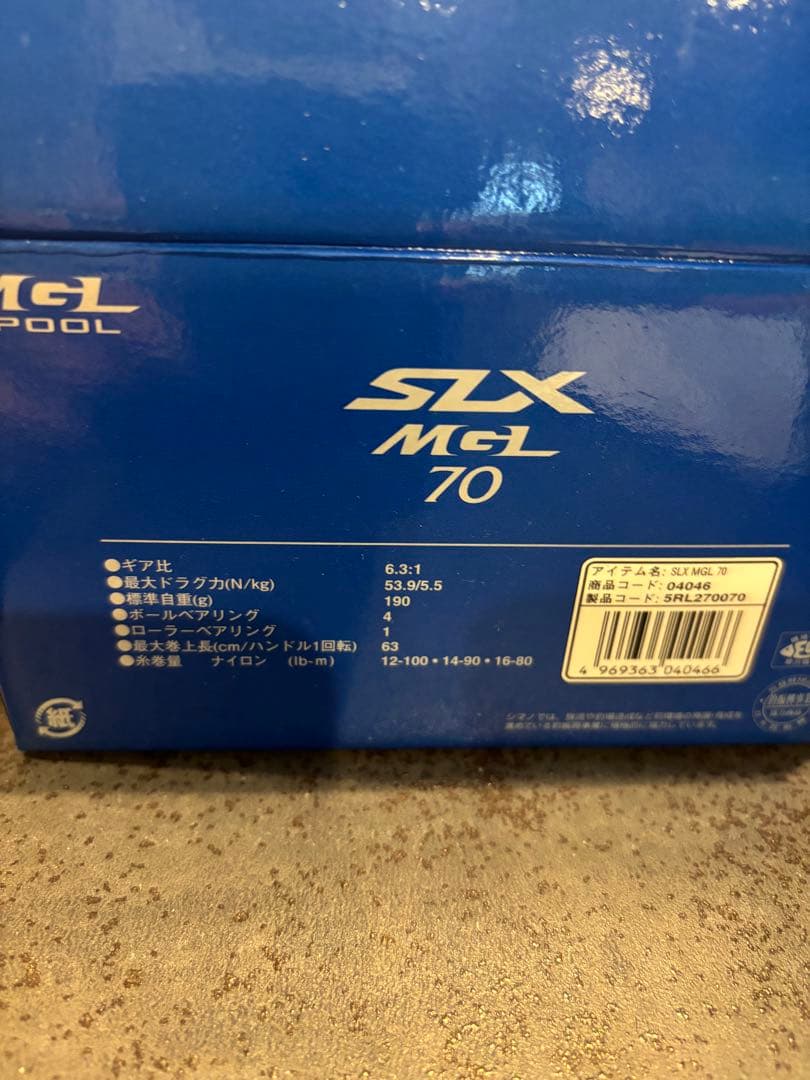 MGL
SPOOL
SLX
MGL
70
●ギア比 6.3:1
●最大ドラグ力(N/kg) 53.9/5.5
●標準自重(g) 190
●ボールベアリング 4
●ローラーベアリング 1
●最大巻上長(cm/ハンドル1回転) 63
●糸巻量 ナイロン (lb-m) 12-100・14-90・16-80
アイテム名: SLX MGL 70
商品コード: 04046
製品コード: 5RL270070
4 969363 040466
紙